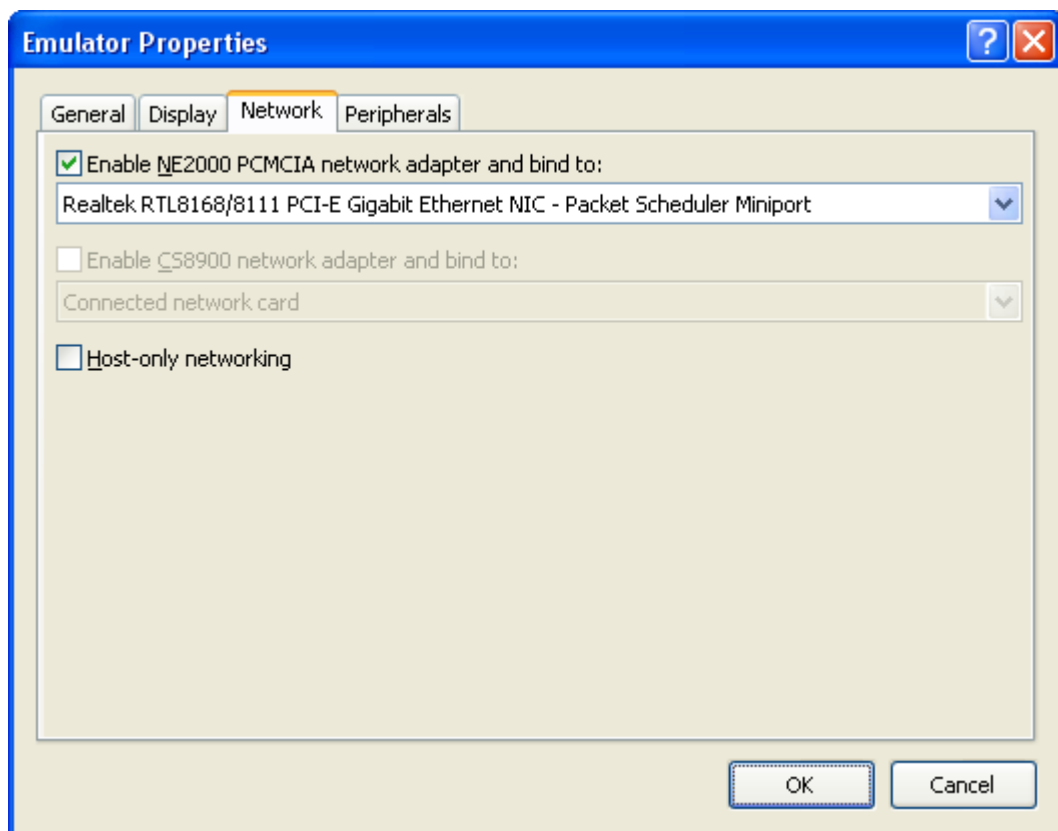 Emulator Properties
General Display Network Peripherals
Enable NE2000 PCMCIA network adapter and bind to:
Realtek RTL8168/8111 PCI-E Gigabit Ethernet NIC - Packet Scheduler Miniport
Enable CS8900 network adapter and bind to:
Connected network card
Host-only networking
OK Cancel